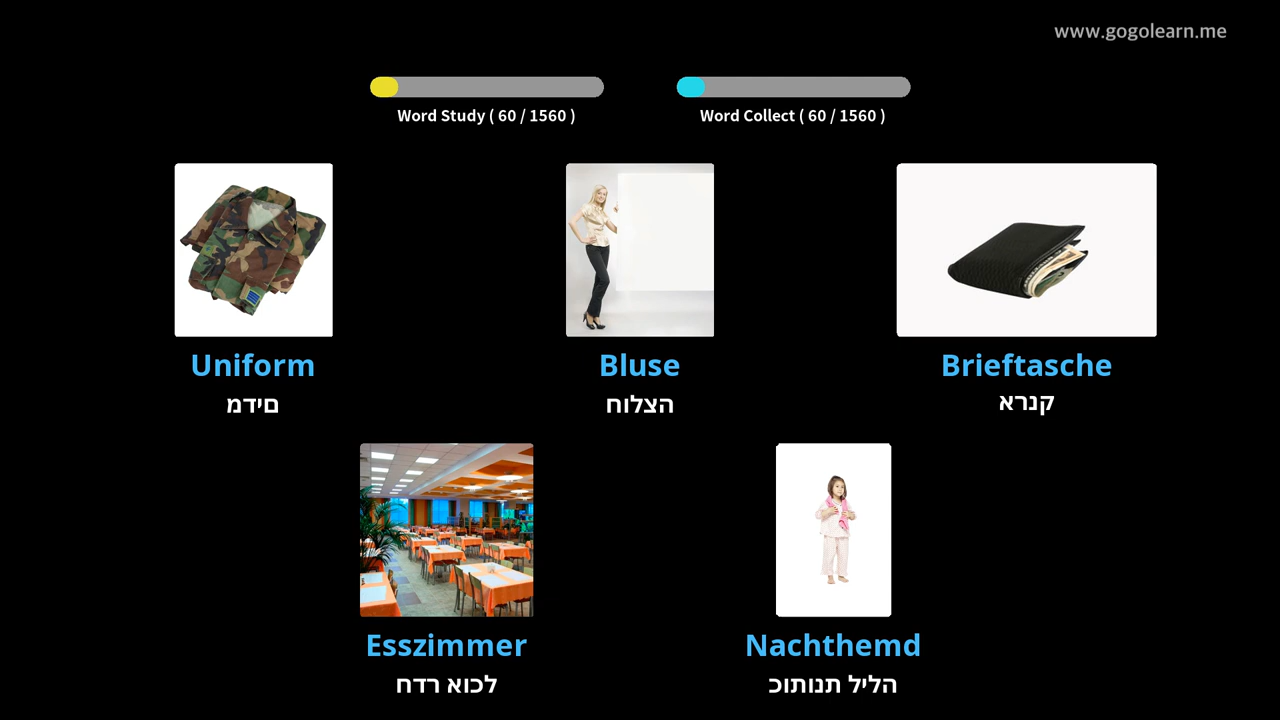 www.gogolearn.me
Word Study ( 60 / 1560 )
Word Collect ( 60 / 1560 )
Uniform
מדים
Bluse
חולצה
Brieftasche
ארנק
Esszimmer
חדר אוכל
Nachthemd
כותונת לילה